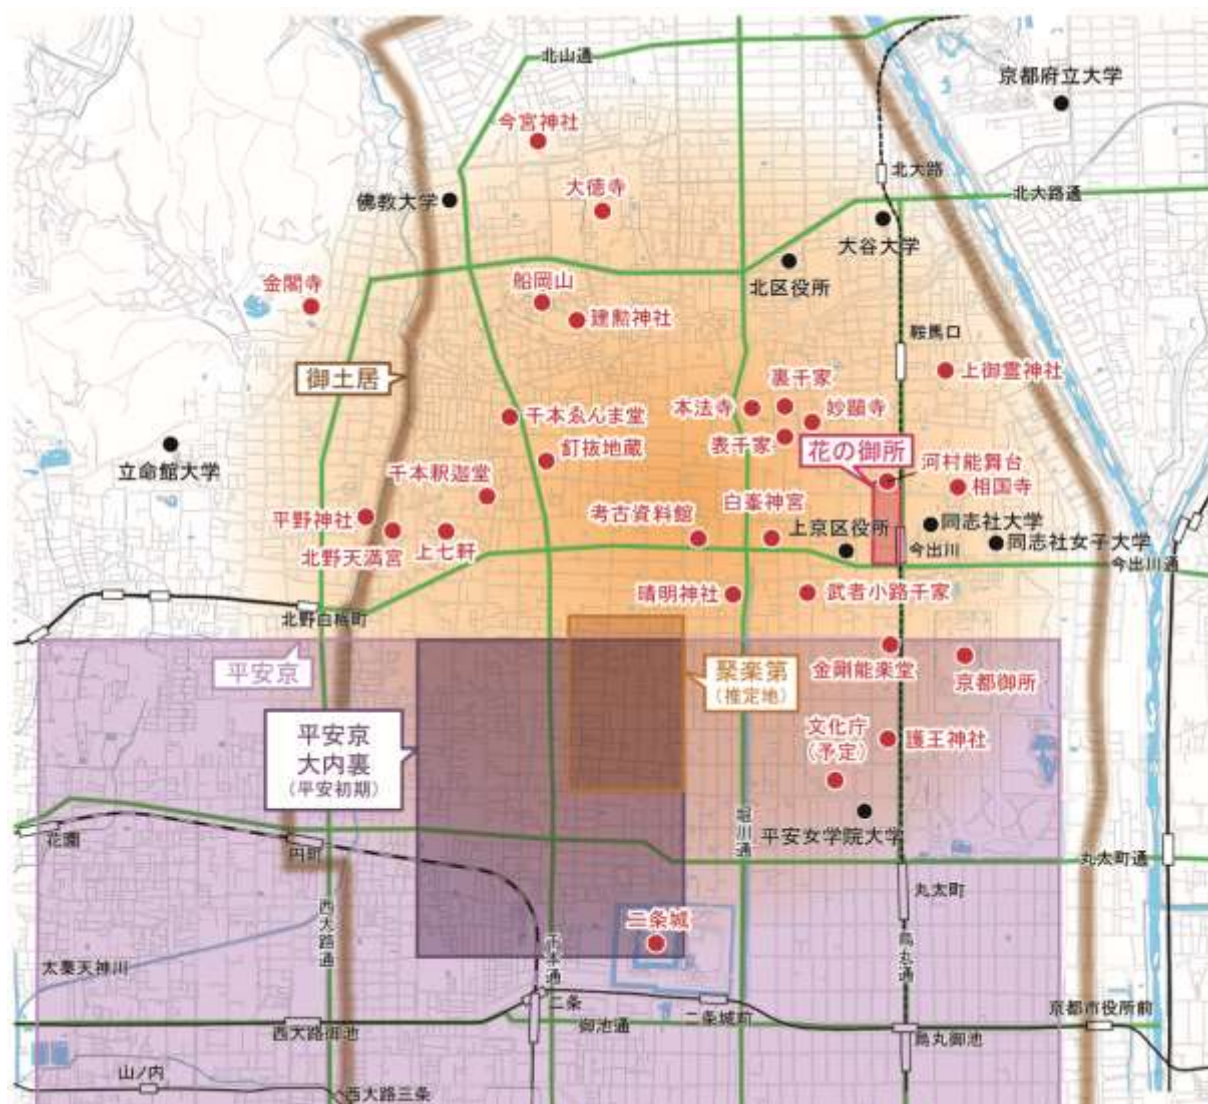 北山通
京都府立大学
今宮神社
北大路
佛教大学
大徳寺
北大路通
大谷大学
金閣寺
船岡山
北区役所
建勲神社
鞍馬口
御土居
上御霊神社
裏千家
本法寺
妙顕寺
千本ゑんま堂
表千家
花の御所
立命館大学
釘抜地蔵
河村能舞台
千本釈迦堂
相国寺
平野神社
考古資料館
白峯神宮
上京区役所
同志社大学
北野天満宮
上七軒
今出川
同志社女子大学
今出川通
晴明神社
武者小路千家
北野白梅町
平安京
聚楽第
(推定地)
金剛能楽堂
京都御所
平安京
大内裏
(平安初期)
文化庁
(予定)
護王神社
堀川通
平安女学院大学
花園
円町
丸太町通
丸太町
西大路通
二条城
千本通
烏丸通
太秦天神川
二条
京都市役所前
西大路御池
御池通
二条城前
烏丸御池
山ノ内
西大路三条